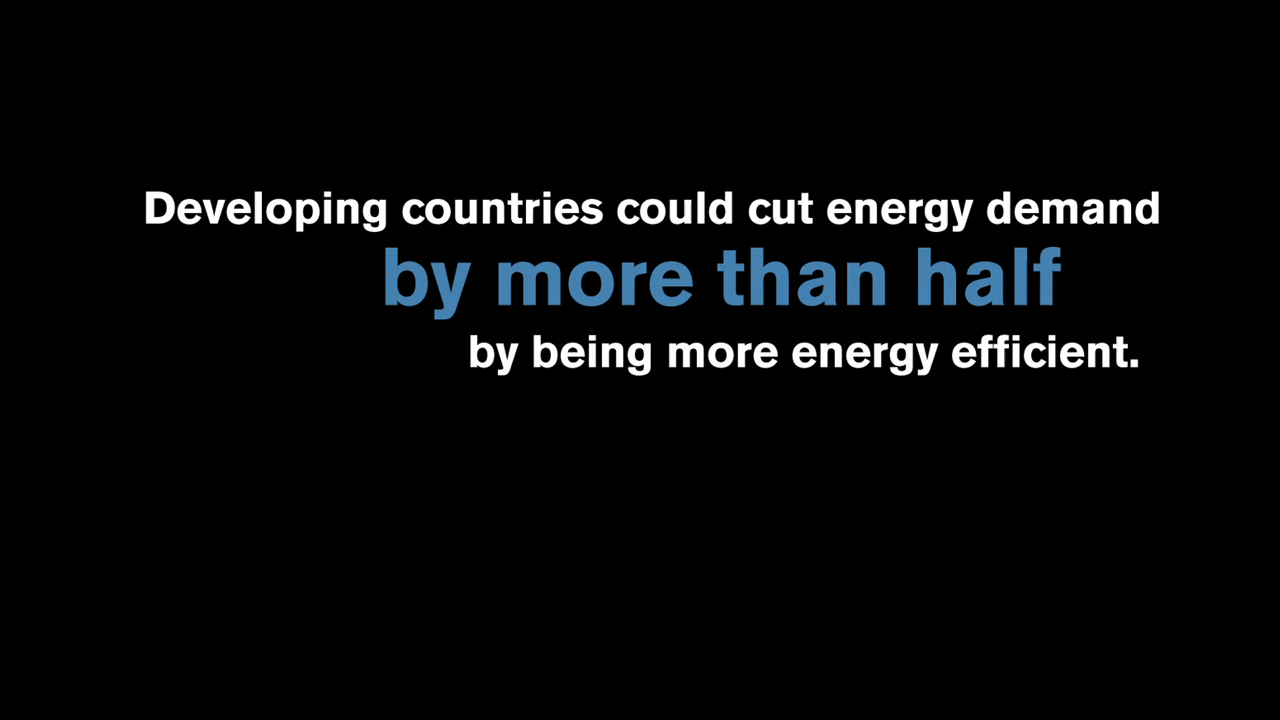 Developing countries could cut energy demand
by more than half
by being more energy efficient.